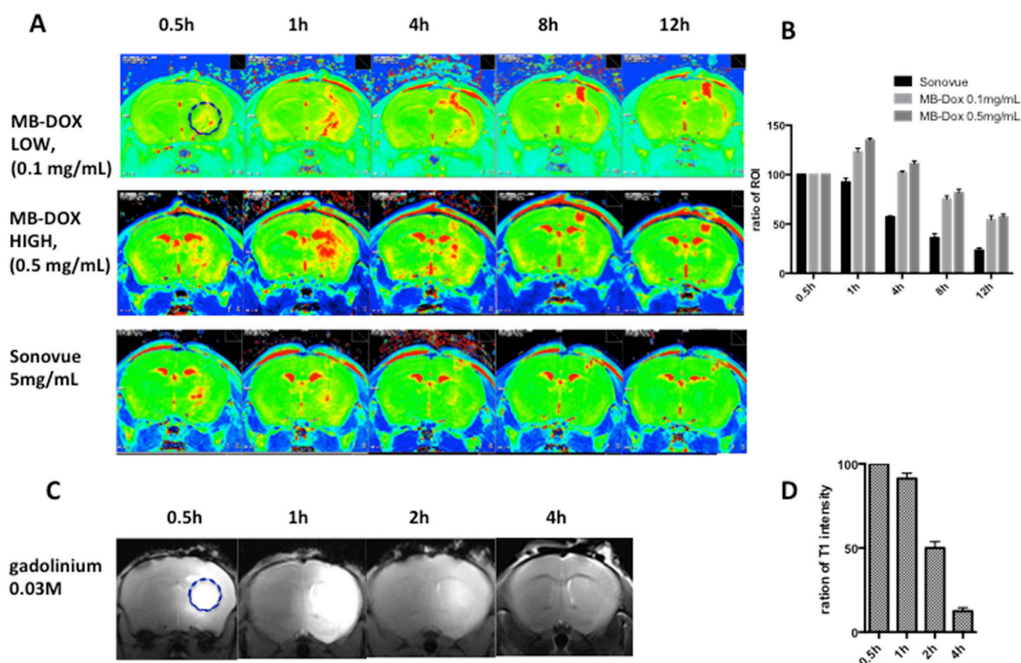 A
0.5h 1h 4h 8h 12h
MB-DOX
LOW,
(0.1 mg/mL)
MB-DOX
HIGH,
(0.5 mg/mL)
Sonovue
5mg/mL
B
Sonovue
MB-Dox 0.1mg/mL
MB-Dox 0.5mg/mL
ratio of ROI
150
100
50
0
0.5h 1h 4h 8h 12h
C
0.5h 1h 2h 4h
gadolinium
0.03M
D
ration of T1 intensity
100
50
0
0.5h 1h 2h 4h